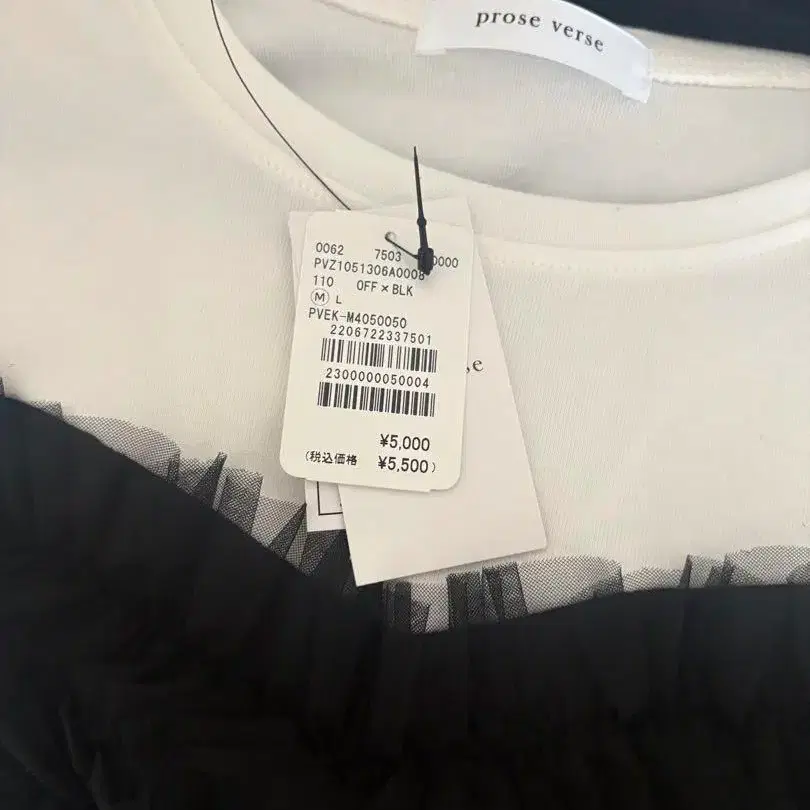 prose verse
0062 7503 0000
PVZ1051306A0008
110 OFF×BLK
M L
PVEK-M4050050
2206722337501
2300000050004
¥5,000
(税込価格 ¥5,500)